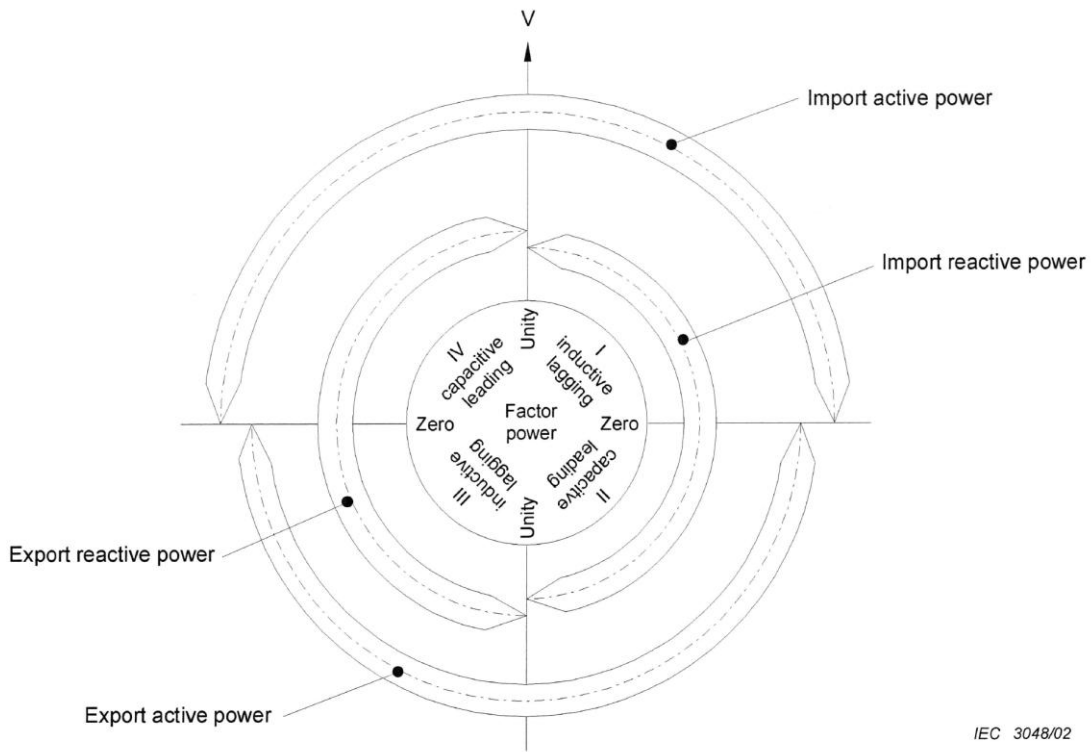 V
Import active power
Import reactive power
Unity
IV
capacitive
leading
I
inductive
lagging
Zero
Factor
power
Zero
III
inductive
lagging
II
capacitve
leading
Unity
Export reactive power
Export active power
IEC 3048/02